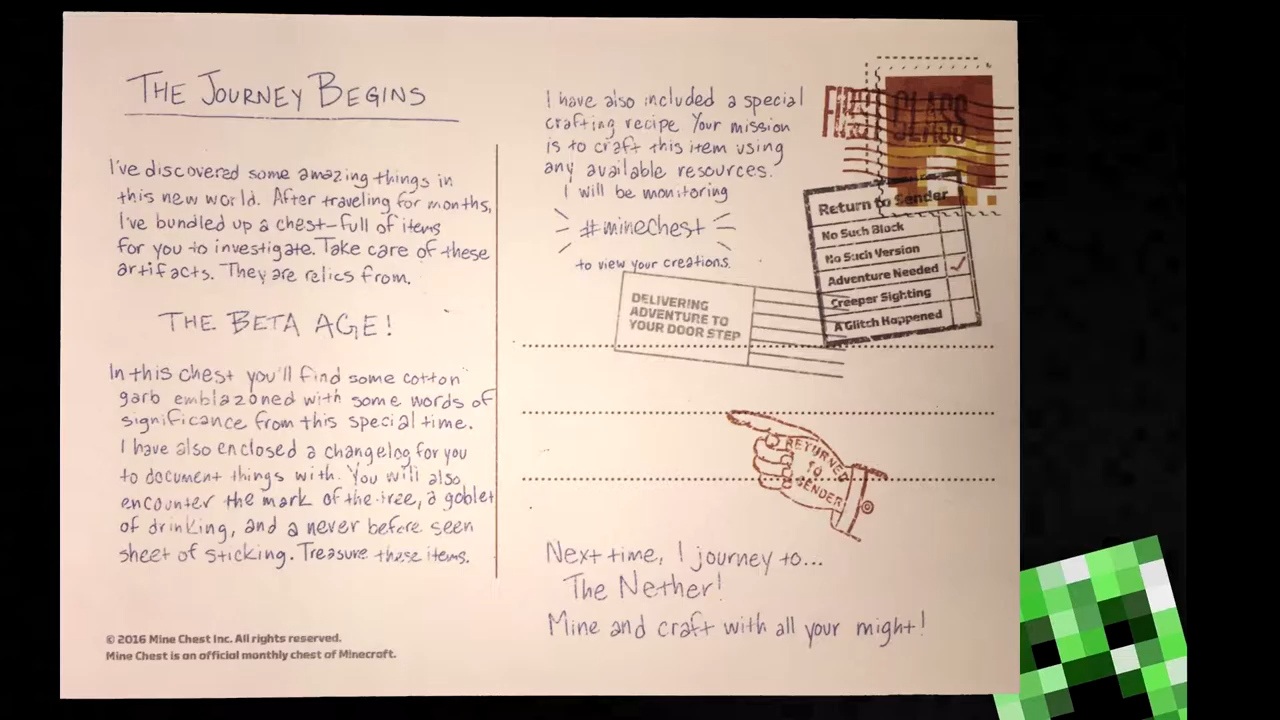 THE JOURNEY BEGINS
I've discovered some amazing things in
this new world. After traveling for months,
I've bundled up a chest-full of items
for you to investigate. Take care of these
artifacts. They are relics from.
THE BETA AGE!
In this chest you'll find some cotton
garb emblazoned with some words of
significance from this special time.
I have also enclosed a changelog for you
to document things with. You will also
encounter the mark of the tree, a goblet
of drinking, and a never before seen
sheet of sticking. Treasure these items.
© 2016 Mine Chest Inc. All rights reserved.
Mine Chest is an official monthly chest of Minecraft.
I have also included a special
crafting recipe Your mission
is to craft this item using
any available resources.
I will be monitoring
#mineChest
to view your creations.
FIRST CLASS
Return to Sender
No Such Block
No Such Version
Adventure Needed
Creeper Sighting
A Glitch Happened
DELIVERING
ADVENTURE TO
YOUR DOOR STEP
RETURNED
TO
SENDER
Next time, I journey to...
The Nether!
Mine and craft with all your might!